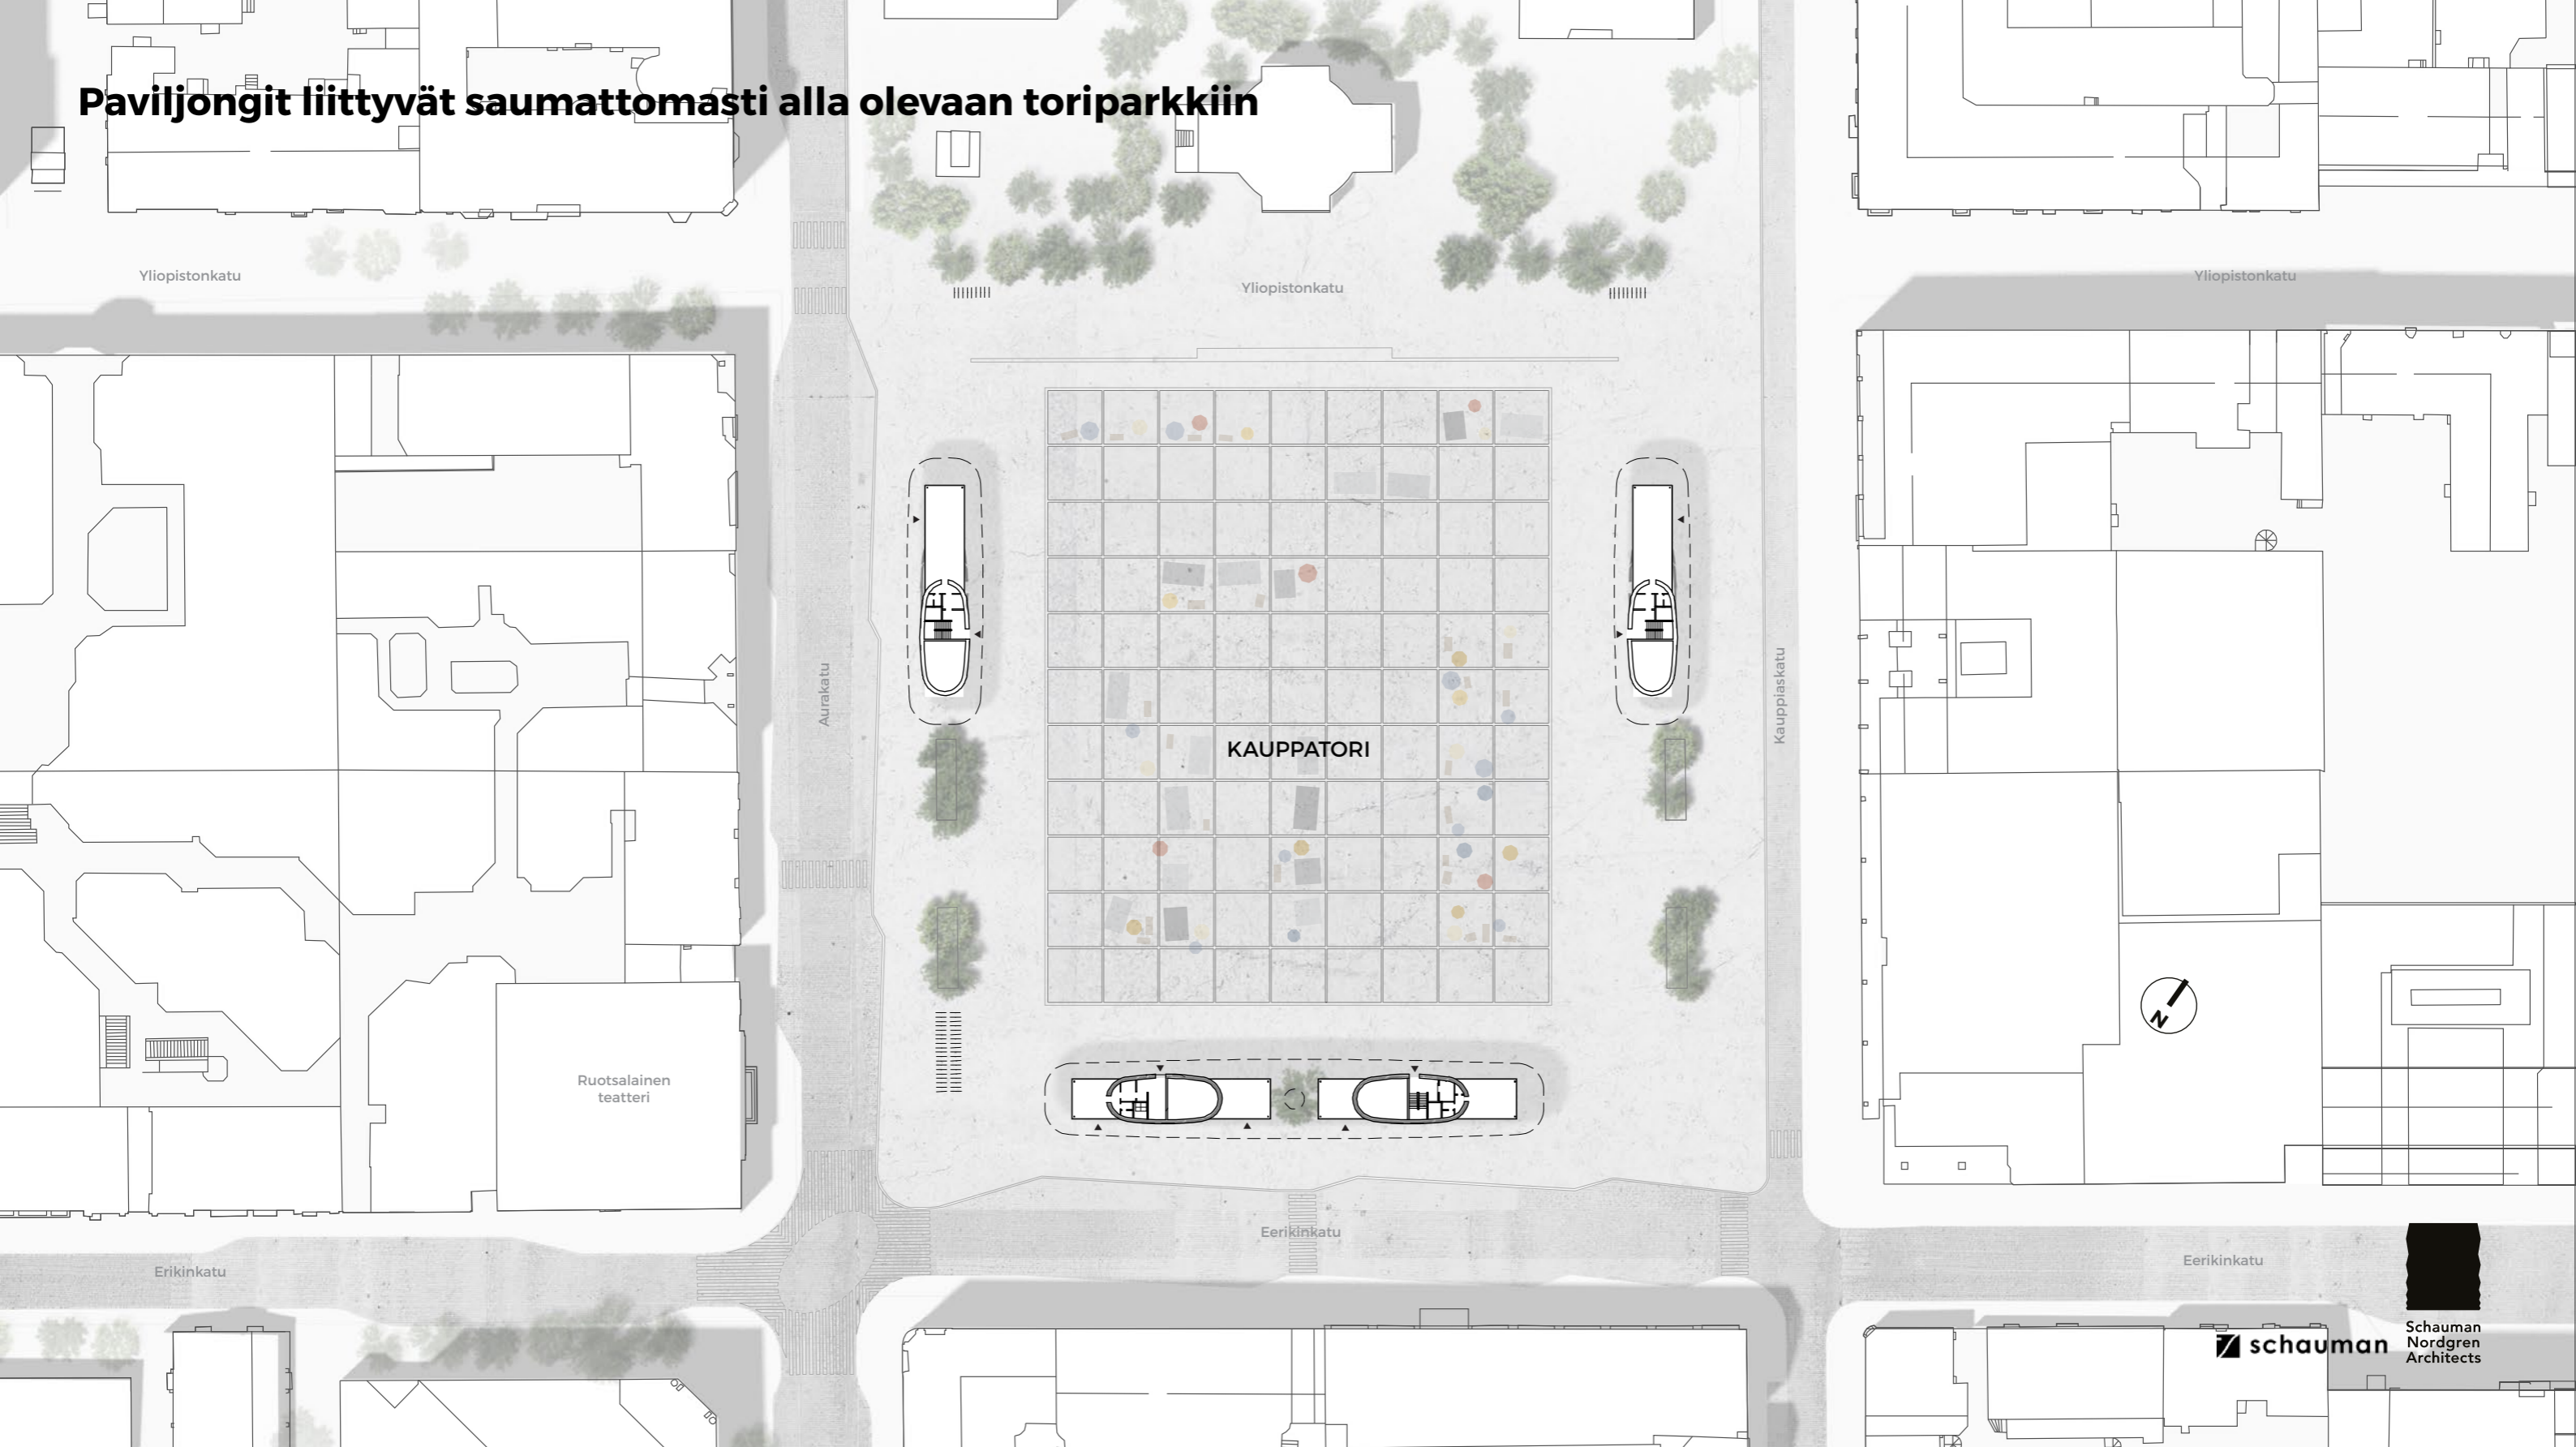 Paviljongit liittyvät saumattomasti alla olevaan toriparkkiin
Yliopistonkatu
Yliopistonkatu
Yliopistonkatu
Aurakatu
Kauppiaskatu
KAUPPATORI
N
Ruotsalainen
teatteri
Eerikinkatu
Erikinkatu
Eerikinkatu
schauman
Schauman
Nordgren
Architects